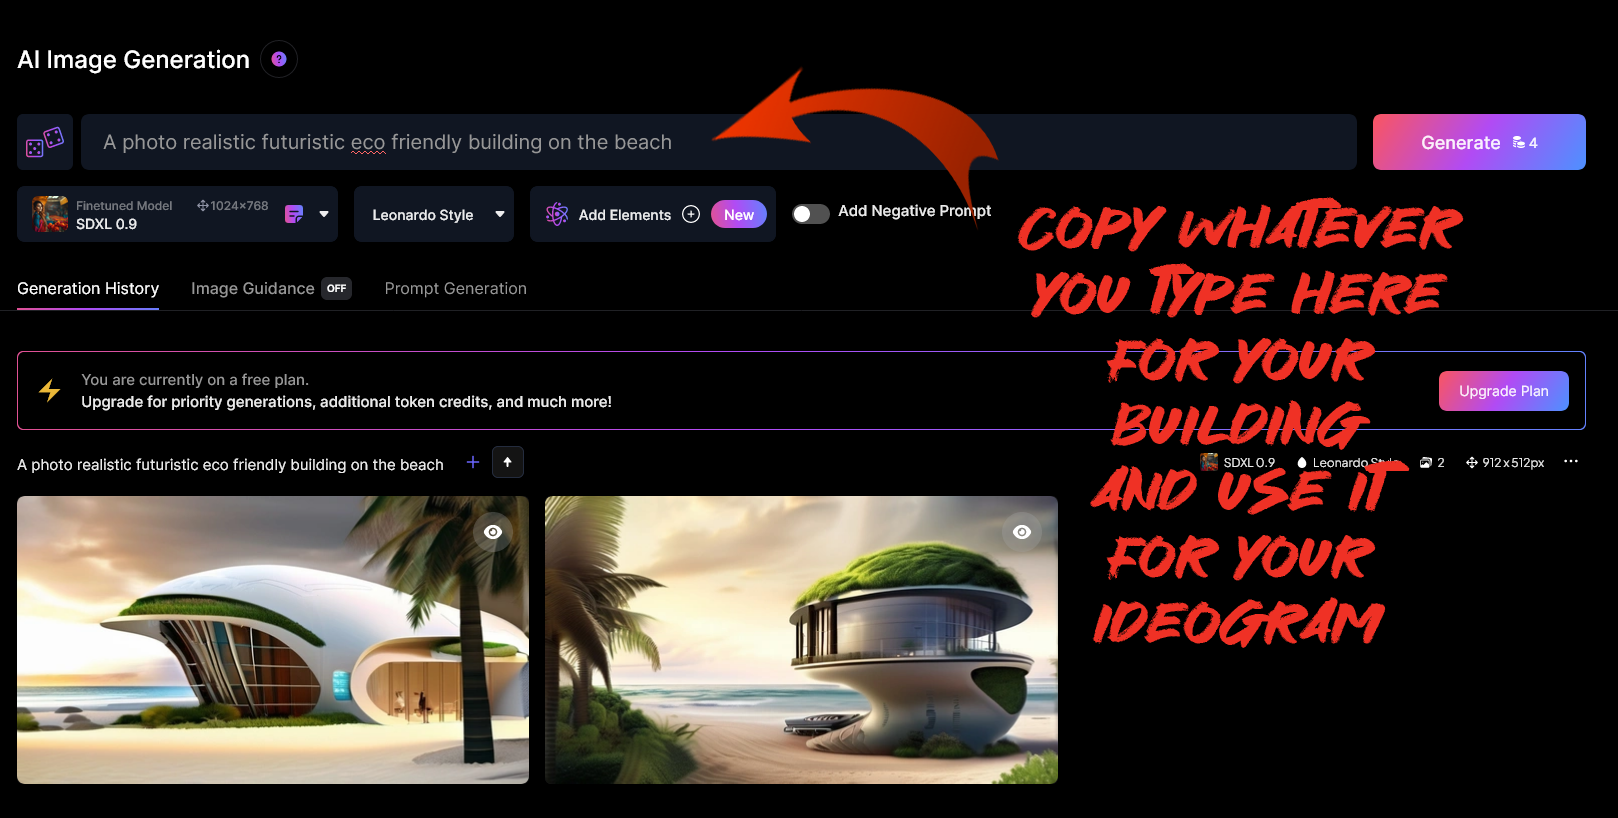 AI Image Generation ?
A photo realistic futuristic eco friendly building on the beach
Generate 4
Finetuned Model 1024×768
SDXL 0.9
Leonardo Style
Add Elements
New
Add Negative Prompt
COPY WHATEVER
YOU TYPE HERE
FOR YOUR
BUILDING
AND USE IT
FOR YOUR
IDEOGRAM
Generation History
Image Guidance OFF
Prompt Generation
You are currently on a free plan.
Upgrade for priority generations, additional token credits, and much more!
Upgrade Plan
A photo realistic futuristic eco friendly building on the beach
SDXL 0.9 Leonardo Style 2 912x512px